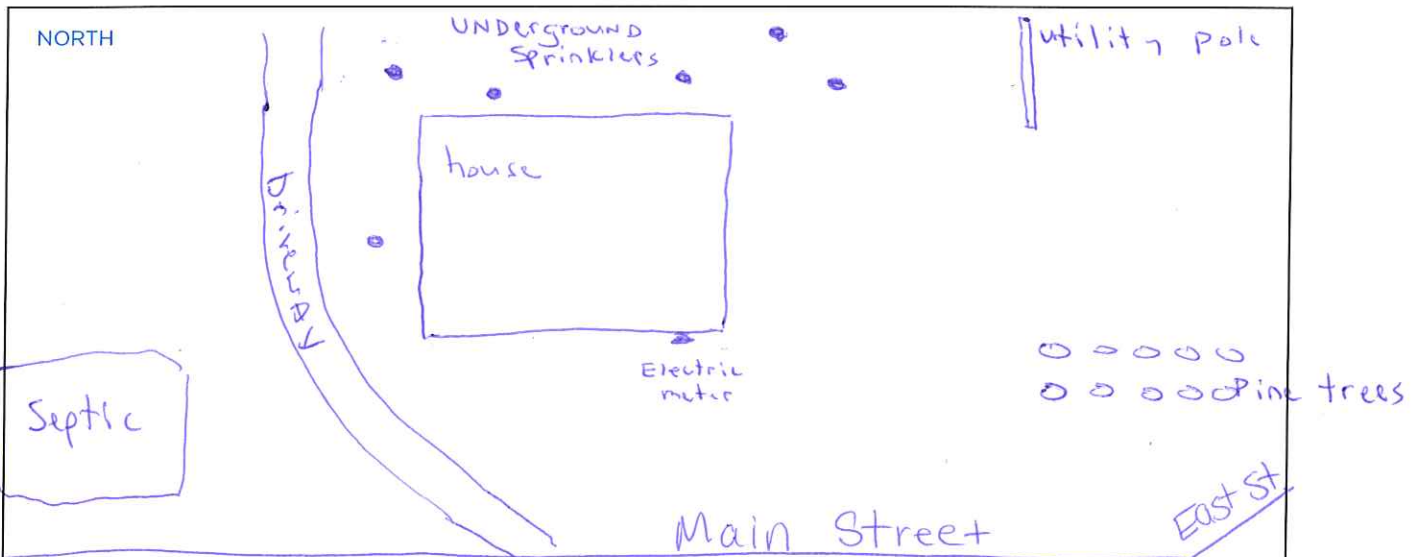 NORTH
UNDERGROUND
Sprinklers
utility pole
house
Driveway
Electric
meter
Septic
Pine trees
East St
Main Street